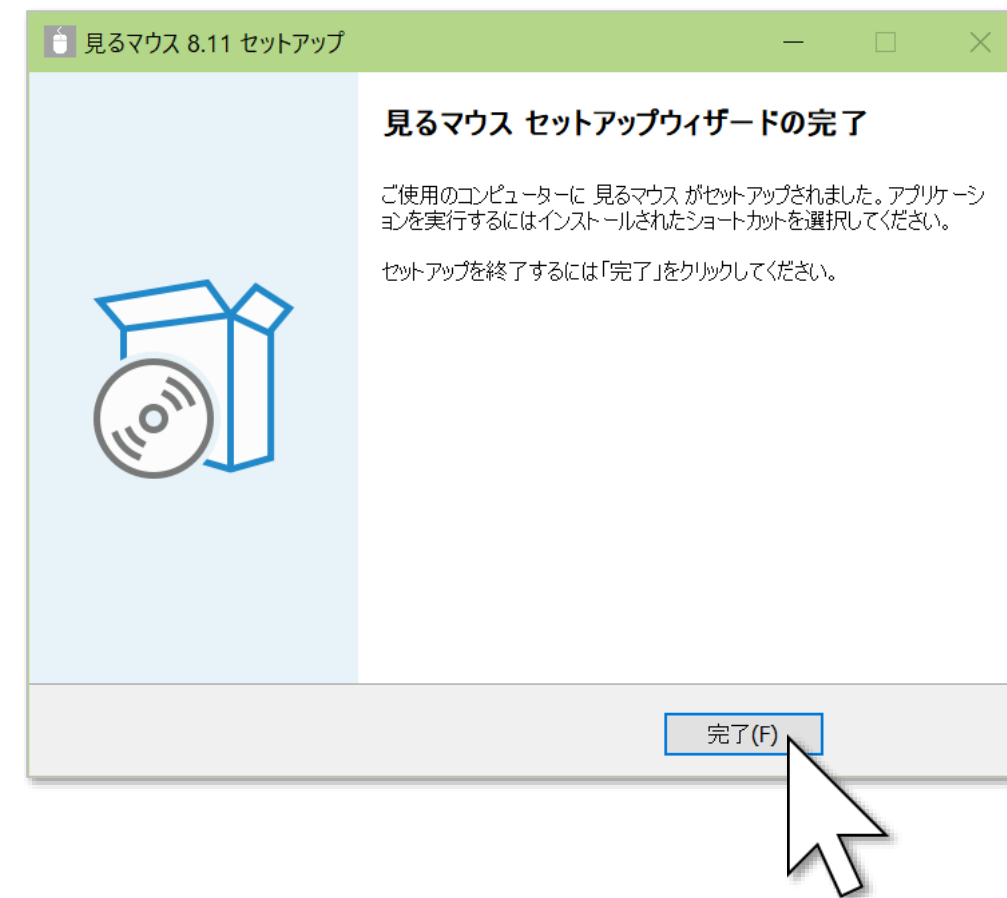 見るマウス 8.11 セットアップ
見るマウス セットアップウィザードの完了
ご使用のコンピューターに 見るマウス がセットアップされました。アプリケーシ
ョンを実行するにはインストールされたショートカットを選択してください。
セットアップを終了するには「完了」をクリックしてください。
完了(F)